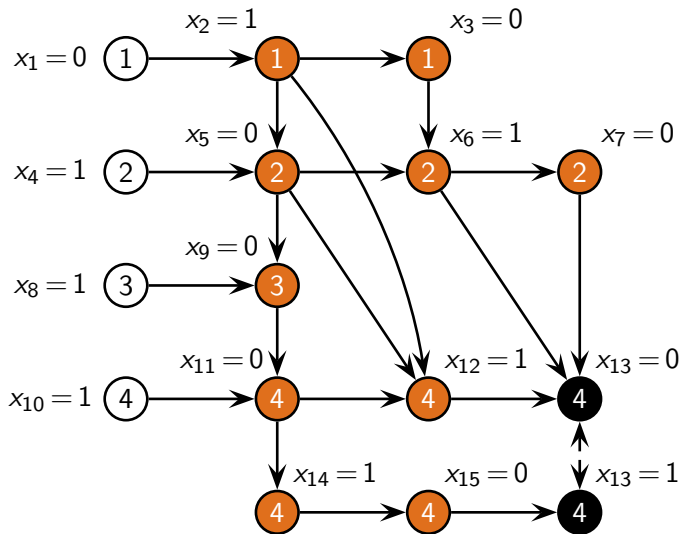 x₂ = 1 x₃ = 0
x₁ = 0 1 1 1
x₅ = 0 x₆ = 1 x₇ = 0
x₄ = 1 2 2 2 2
x₉ = 0
x₈ = 1 3 3
x₁₁ = 0 x₁₂ = 1 x₁₃ = 0
x₁₀ = 1 4 4 4 4
x₁₄ = 1 x₁₅ = 0 x₁₃ = 1
4 4 4